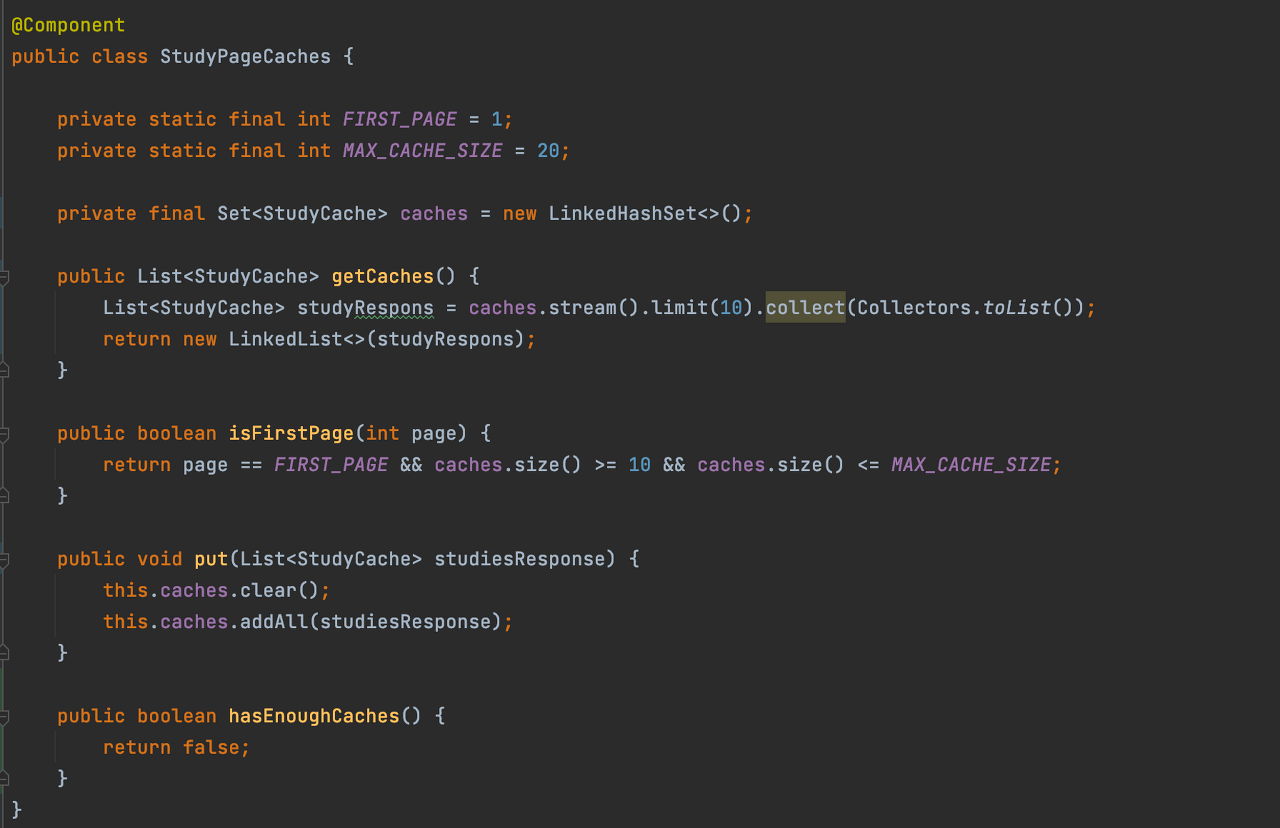 @Component
public class StudyPageCaches {
private static final int FIRST_PAGE = 1;
private static final int MAX_CACHE_SIZE = 20;
private final Set<StudyCache> caches = new LinkedHashSet<>();
public List<StudyCache> getCaches() {
List<StudyCache> studyRespons = caches.stream().limit(10).collect(Collectors.toList());
return new LinkedList<>(studyRespons);
}
public boolean isFirstPage(int page) {
return page == FIRST_PAGE && caches.size() >= 10 && caches.size() <= MAX_CACHE_SIZE;
}
public void put(List<StudyCache> studiesResponse) {
this.caches.clear();
this.caches.addAll(studiesResponse);
}
public boolean hasEnoughCaches() {
return false;
}
}